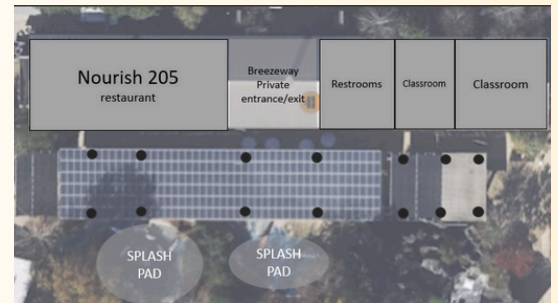 Nourish 205
restaurant
Breezeway
Private
entrance/exit
Restrooms
Classroom
Classroom
SPLASH
PAD
SPLASH
PAD